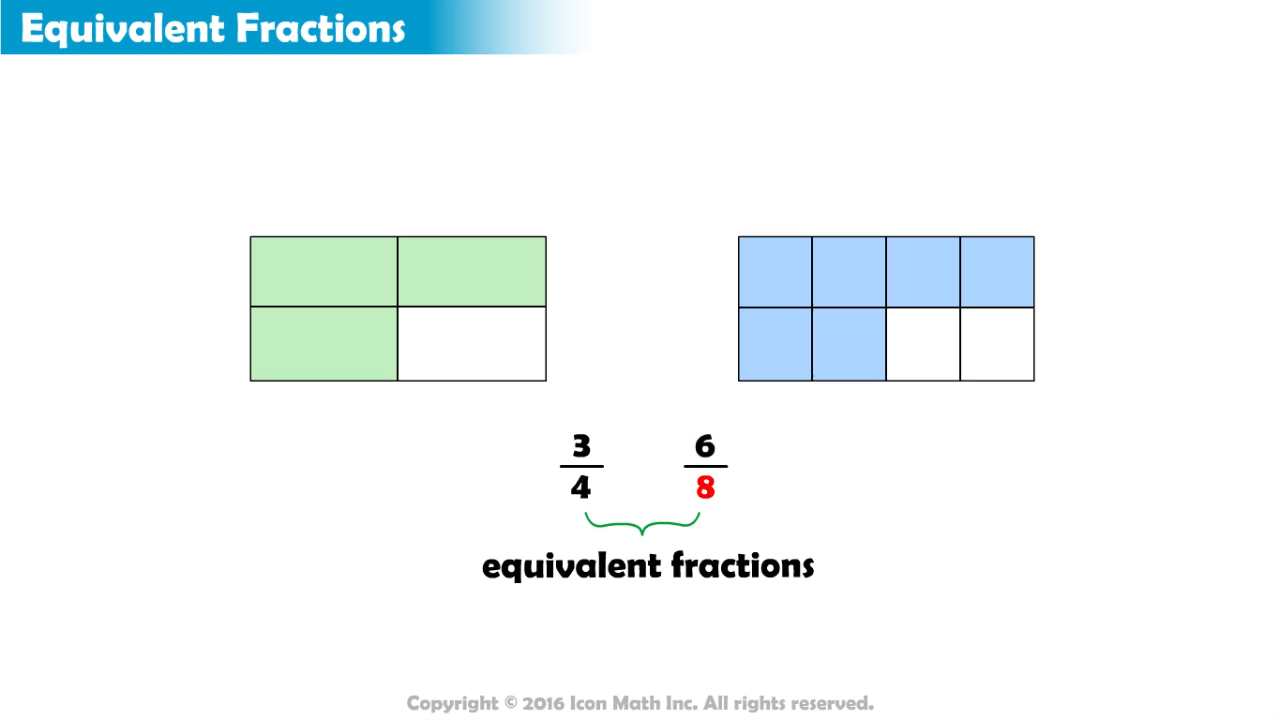 Equivalent Fractions
3 6
4 8
equivalent fractions
Copyright © 2016 Icon Math Inc. All rights reserved.